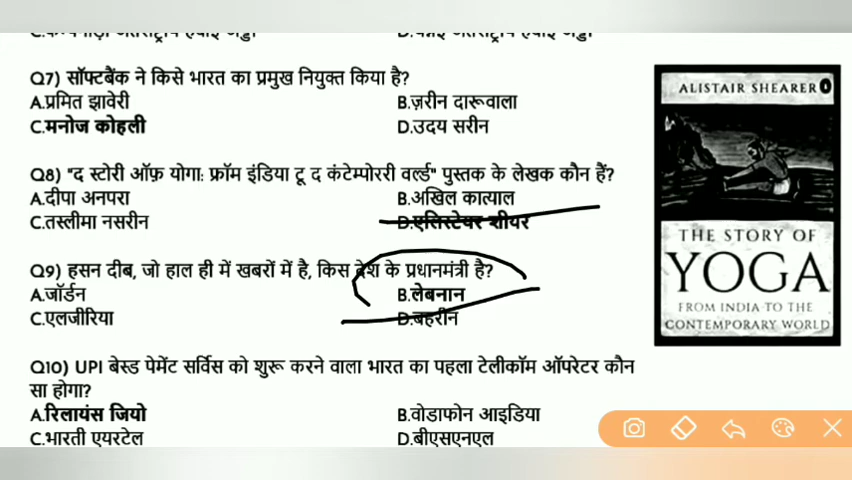 Q7) सॉफ्टबैंक ने किसे भारत का प्रमुख नियुक्त किया है?
A.प्रमित झावेरी B.ज़रीन दारूवाला
C.मनोज कोहली D.उदय सरीन
Q8) "द स्टोरी ऑफ़ योगा: फ्रॉम इंडिया टू द कंटेम्पोररी वर्ल्ड" पुस्तक के लेखक कौन हैं?
A.दीपा अनपरा B.अखिल कात्याल
C.तस्लीमा नसरीन D.एलिस्टेयर शीयर
Q9) हसन दीब, जो हाल ही में खबरों में है, किस देश के प्रधानमंत्री है?
A.जॉर्डन B.लेबनान
C.एलजीरिया D.बहरीन
Q10) UPI बेस्ड पेमेंट सर्विस को शुरू करने वाला भारत का पहला टेलीकॉम ऑपरेटर कौन
सा होगा?
A.रिलायंस जियो B.वोडाफोन आइडिया
C.भारती एयरटेल D.बीएसएनएल
ALISTAIR SHEARER
THE STORY OF
YOGA
FROM INDIA TO THE
CONTEMPORARY WORLD